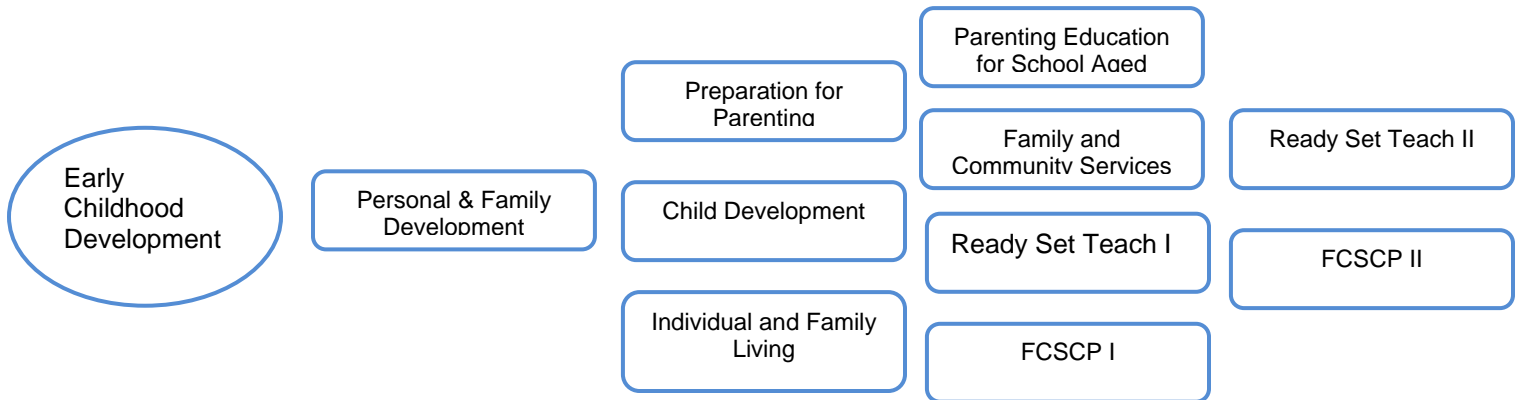 Early
Childhood
Development
Personal & Family
Development
Preparation for
Parenting
Child Development
Individual and Family
Living
Parenting Education
for School Aged
Family and
Community Services
Ready Set Teach I
FCSCP I
Ready Set Teach II
FCSCP II